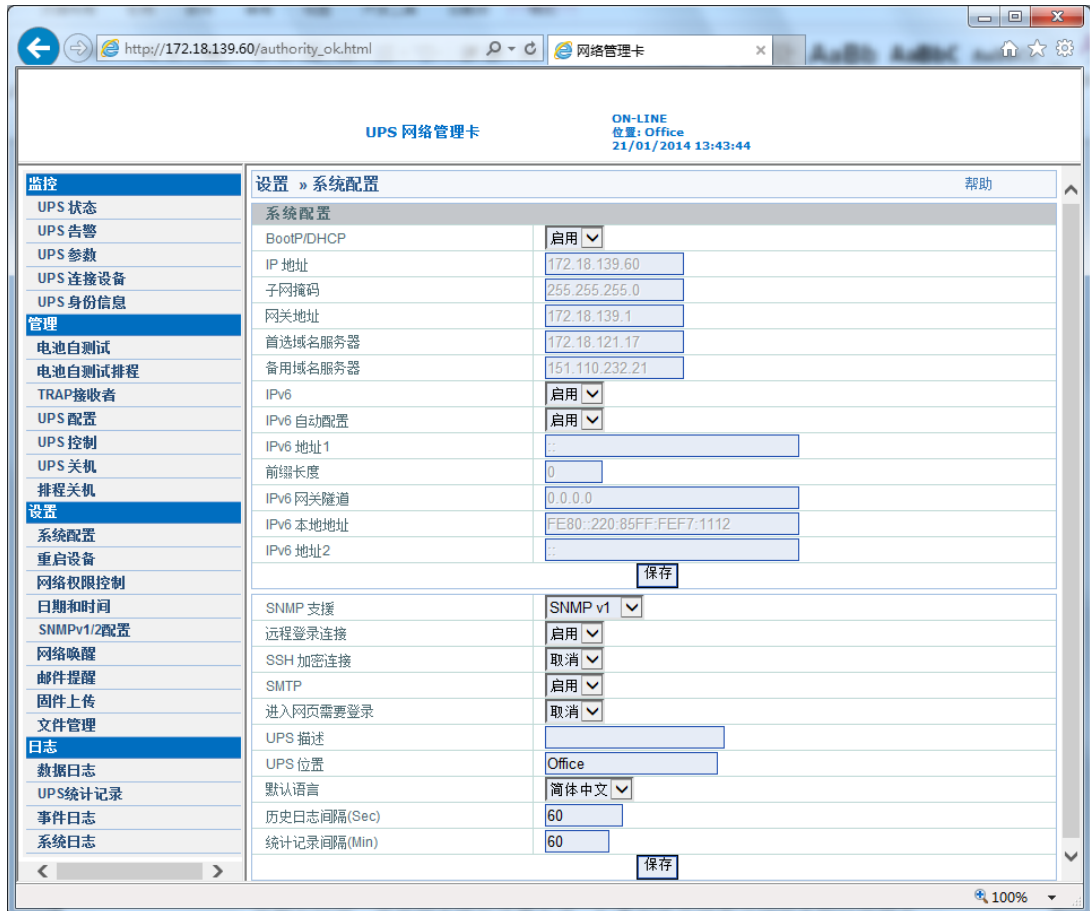 http://172.18.139.60/authority_ok.html
网络管理卡
UPS 网络管理卡
ON-LINE
位置: Office
21/01/2014 13:43:44
监控
UPS 状态
UPS 告警
UPS 参数
UPS 连接设备
UPS 身份信息
管理
电池自测试
电池自测试排程
TRAP接收者
UPS 配置
UPS 控制
UPS 关机
排程关机
设置
系统配置
重启设备
网络权限控制
日期和时间
SNMPv1/2配置
网络唤醒
邮件提醒
固件上传
文件管理
日志
数据日志
UPS统计记录
事件日志
系统日志
设置 » 系统配置 帮助
系统配置
BootP/DHCP 启用
IP 地址 172.18.139.60
子网掩码 255.255.255.0
网关地址 172.18.139.1
首选域名服务器 172.18.121.17
备用域名服务器 151.110.232.21
IPv6 启用
IPv6 自动配置 启用
IPv6 地址1 ::
前缀长度 0
IPv6 网关隧道 0.0.0.0
IPv6 本地地址 FE80::220:85FF:FEF7:1112
IPv6 地址2 ::
保存
SNMP 支援 SNMP v1
远程登录连接 启用
SSH 加密连接 取消
SMTP 启用
进入网页需要登录 取消
UPS 描述
UPS 位置 Office
默认语言 简体中文
历史日志间隔(Sec) 60
统计记录间隔(Min) 60
保存
100%